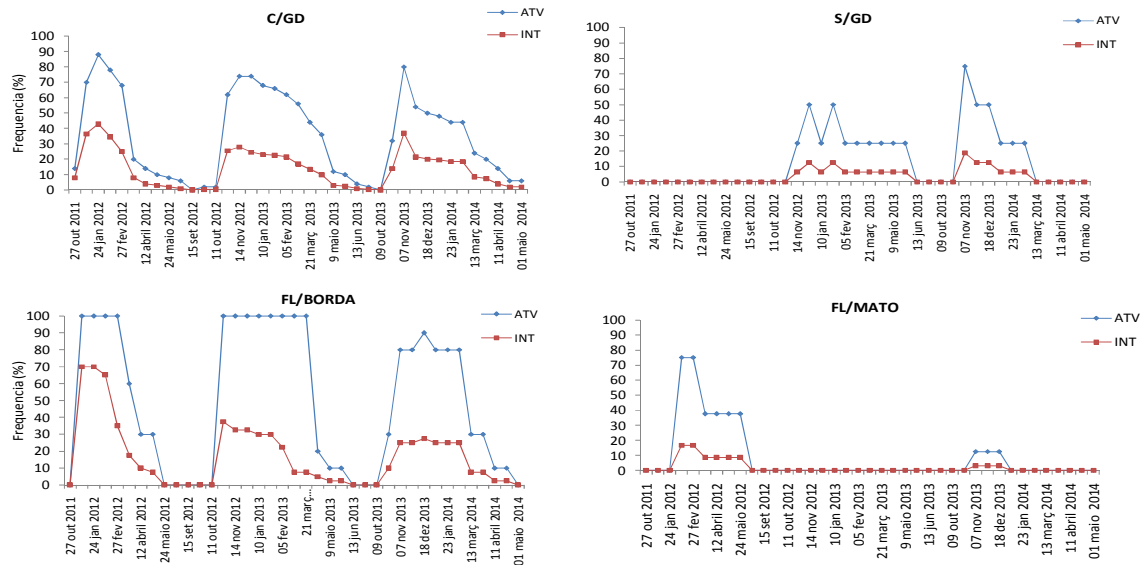 C/GD
ATV
INT
Frequencia (%)
100
90
80
70
60
50
40
30
20
10
0
27 out 2011
24 jan 2012
27 fev 2012
12 abril 2012
24 maio 2012
15 set 2012
11 out 2012
14 nov 2012
10 jan 2013
05 fev 2013
21 març 2013
9 maio 2013
13 jun 2013
09 out 2013
07 nov 2013
18 dez 2013
23 jan 2014
13 març 2014
11 abril 2014
01 maio 2014
S/GD
ATV
INT
100
90
80
70
60
50
40
30
20
10
0
27 out 2011
24 jan 2012
27 fev 2012
12 abril 2012
24 maio 2012
15 set 2012
11 out 2012
14 nov 2012
10 jan 2013
05 fev 2013
21 març 2013
9 maio 2013
13 jun 2013
09 out 2013
07 nov 2013
18 dez 2013
23 jan 2014
13 març 2014
11 abril 2014
01 maio 2014
FL/BORDA
ATV
INT
Frequencia (%)
100
90
80
70
60
50
40
30
20
10
0
27 out 2011
24 jan 2012
27 fev 2012
12 abril 2012
24 maio 2012
15 set 2012
11 out 2012
14 nov 2012
10 jan 2013
05 fev 2013
21 març...
9 maio 2013
13 jun 2013
09 out 2013
07 nov 2013
18 dez 2013
23 jan 2014
13 març 2014
11 abril 2014
01 maio 2014
FL/MATO
ATV
INT
100
90
80
70
60
50
40
30
20
10
0
27 out 2011
24 jan 2012
27 fev 2012
12 abril 2012
24 maio 2012
15 set 2012
11 out 2012
14 nov 2012
10 jan 2013
05 fev 2013
21 març 2013
9 maio 2013
13 jun 2013
09 out 2013
07 nov 2013
18 dez 2013
23 jan 2014
13 març 2014
11 abril 2014
01 maio 2014